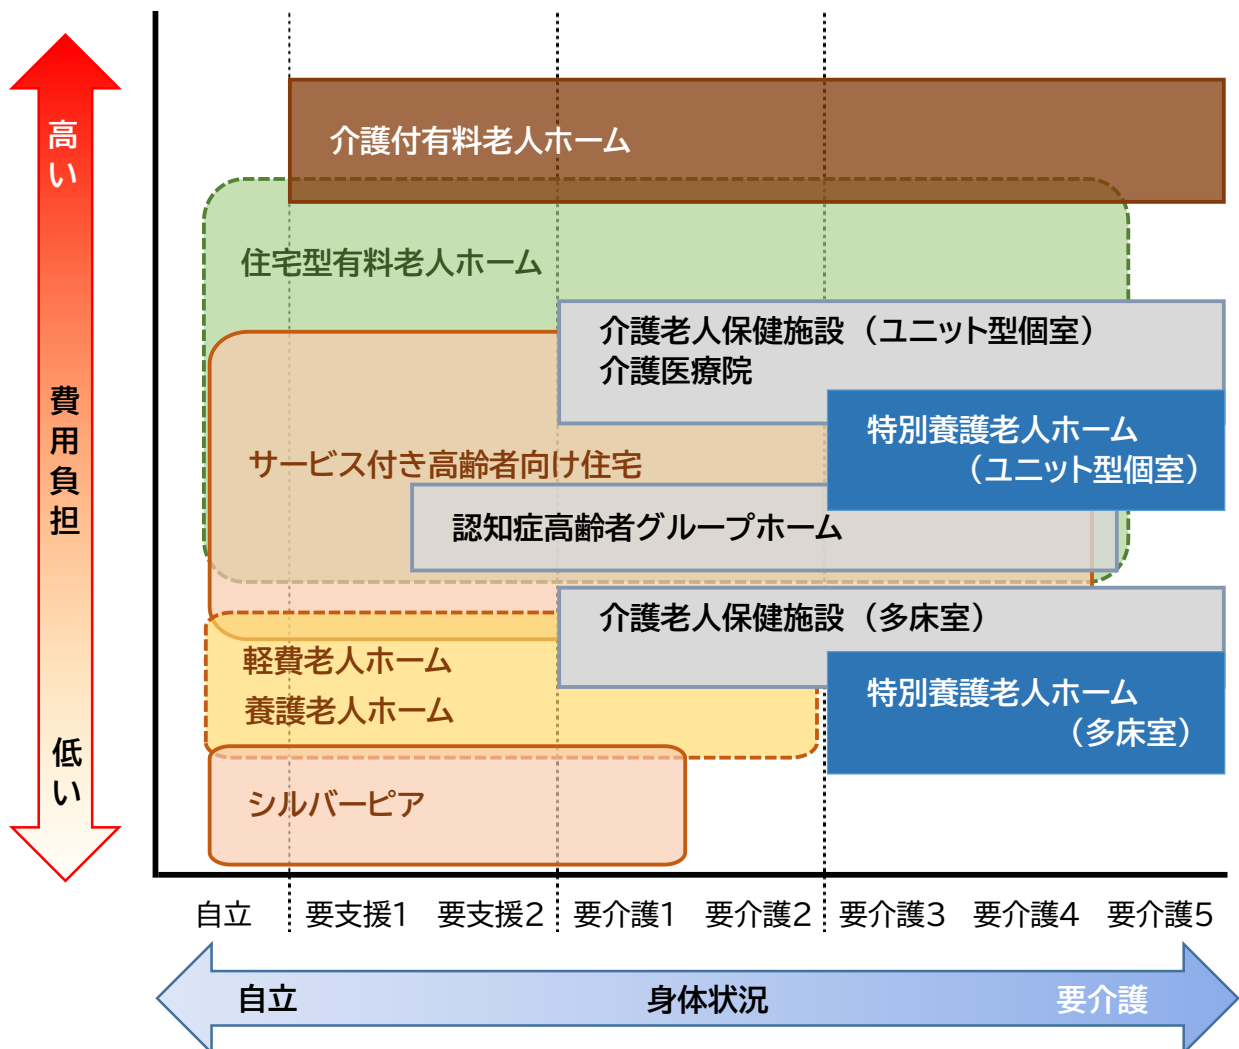 高い
費用負担
低い
介護付有料老人ホーム
住宅型有料老人ホーム
介護老人保健施設（ユニット型個室）
介護医療院
特別養護老人ホーム
（ユニット型個室）
サービス付き高齢者向け住宅
認知症高齢者グループホーム
介護老人保健施設（多床室）
軽費老人ホーム
養護老人ホーム
特別養護老人ホーム
（多床室）
シルバーピア
自立 要支援1 要支援2 要介護1 要介護2 要介護3 要介護4 要介護5
自立 身体状況 要介護